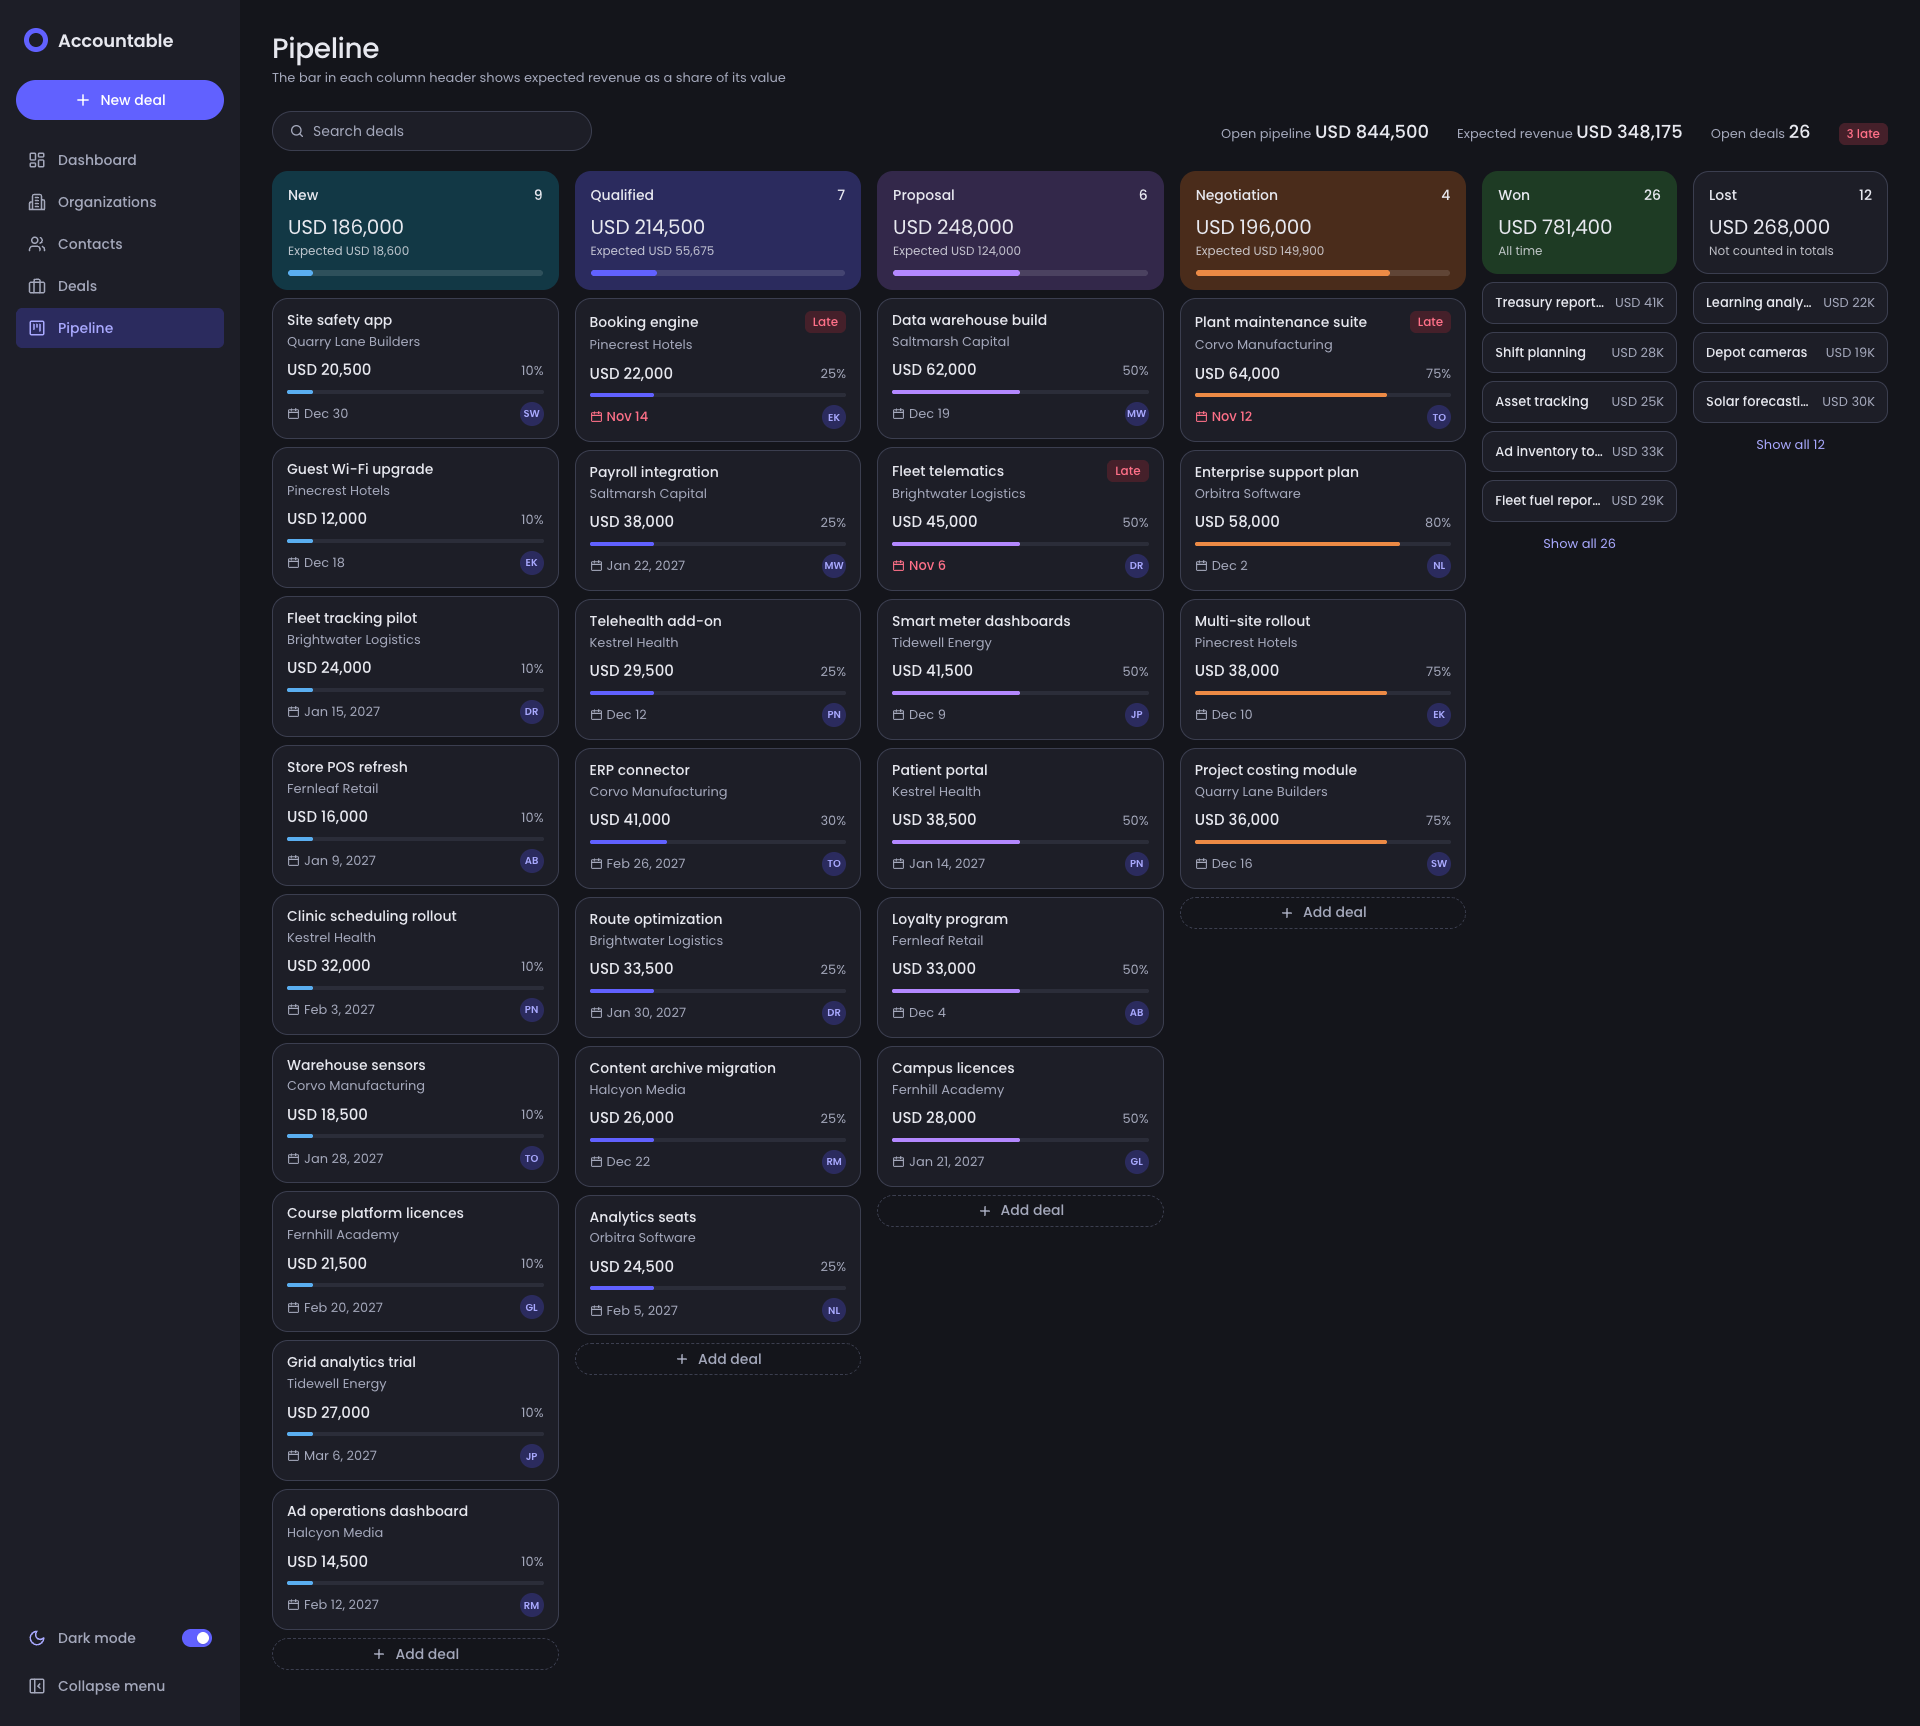 Accountable
New deal
Dashboard
Organizations
Contacts
Deals
Pipeline
Dark mode
Collapse menu
Pipeline
The bar in each column header shows expected revenue as a share of its value
Search deals
Open pipeline USD 844,500
Expected revenue USD 348,175
Open deals 26
3 late
New 9
USD 186,000
Expected USD 18,600
Site safety app
Quarry Lane Builders
USD 20,500 10%
Dec 30 SW
Guest Wi-Fi upgrade
Pinecrest Hotels
USD 12,000 10%
Dec 18 EK
Fleet tracking pilot
Brightwater Logistics
USD 24,000 10%
Jan 15, 2027 DR
Store POS refresh
Fernleaf Retail
USD 16,000 10%
Jan 9, 2027 AB
Clinic scheduling rollout
Kestrel Health
USD 32,000 10%
Feb 3, 2027 PN
Warehouse sensors
Corvo Manufacturing
USD 18,500 10%
Jan 28, 2027 TO
Course platform licences
Fernhill Academy
USD 21,500 10%
Feb 20, 2027 GL
Grid analytics trial
Tidewell Energy
USD 27,000 10%
Mar 6, 2027 JP
Ad operations dashboard
Halcyon Media
USD 14,500 10%
Feb 12, 2027 RM
Add deal
Qualified 7
USD 214,500
Expected USD 55,675
Booking engine Late
Pinecrest Hotels
USD 22,000 25%
Nov 14 EK
Payroll integration
Saltmarsh Capital
USD 38,000 25%
Jan 22, 2027 MW
Telehealth add-on
Kestrel Health
USD 29,500 25%
Dec 12 PN
ERP connector
Corvo Manufacturing
USD 41,000 30%
Feb 26, 2027 TO
Route optimization
Brightwater Logistics
USD 33,500 25%
Jan 30, 2027 DR
Content archive migration
Halcyon Media
USD 26,000 25%
Dec 22 RM
Analytics seats
Orbitra Software
USD 24,500 25%
Feb 5, 2027 NL
Add deal
Proposal 6
USD 248,000
Expected USD 124,000
Data warehouse build
Saltmarsh Capital
USD 62,000 50%
Dec 19 MW
Fleet telematics Late
Brightwater Logistics
USD 45,000 50%
Nov 6 DR
Smart meter dashboards
Tidewell Energy
USD 41,500 50%
Dec 9 JP
Patient portal
Kestrel Health
USD 38,500 50%
Jan 14, 2027 PN
Loyalty program
Fernleaf Retail
USD 33,000 50%
Dec 4 AB
Campus licences
Fernhill Academy
USD 28,000 50%
Jan 21, 2027 GL
Add deal
Negotiation 4
USD 196,000
Expected USD 149,900
Plant maintenance suite Late
Corvo Manufacturing
USD 64,000 75%
Nov 12 TO
Enterprise support plan
Orbitra Software
USD 58,000 80%
Dec 2 NL
Multi-site rollout
Pinecrest Hotels
USD 38,000 75%
Dec 10 EK
Project costing module
Quarry Lane Builders
USD 36,000 75%
Dec 16 SW
Add deal
Won 26
USD 781,400
All time
Treasury report... USD 41K
Shift planning USD 28K
Asset tracking USD 25K
Ad inventory to... USD 33K
Fleet fuel repor... USD 29K
Show all 26
Lost 12
USD 268,000
Not counted in totals
Learning analy... USD 22K
Depot cameras USD 19K
Solar forecasti... USD 30K
Show all 12